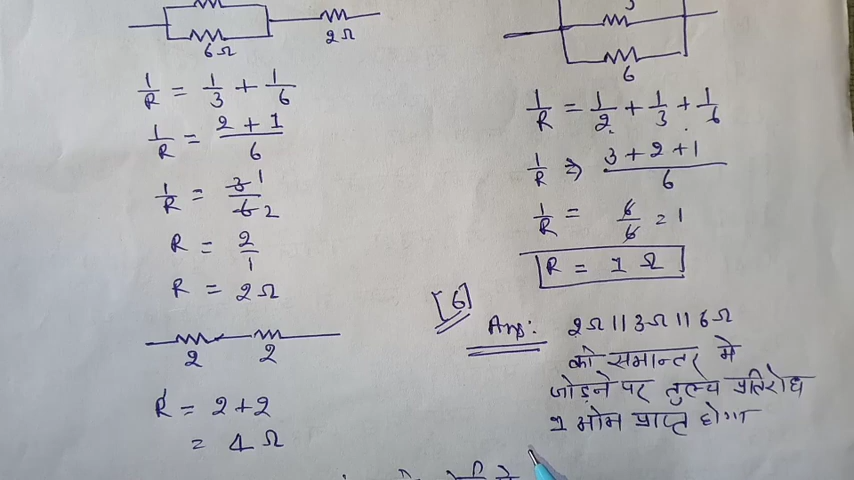 6Ω
2Ω
1/R = 1/3 + 1/6
1/R = 2 + 1 / 6
1/R = 3 1 / 6 2
R = 2/1
R = 2Ω
2 2
R = 2+2
= 4 Ω
3
6
1/R = 1/2 + 1/3 + 1/6
1/R ⇒ 3 + 2 + 1 / 6
1/R = 6/6 = 1
R = 1 Ω
[6]
Ans: 2Ω || 3Ω || 6Ω
को समान्तर मे
जोड़ने पर तुल्य प्रतिरोध
1 ओम प्राप्त होगा